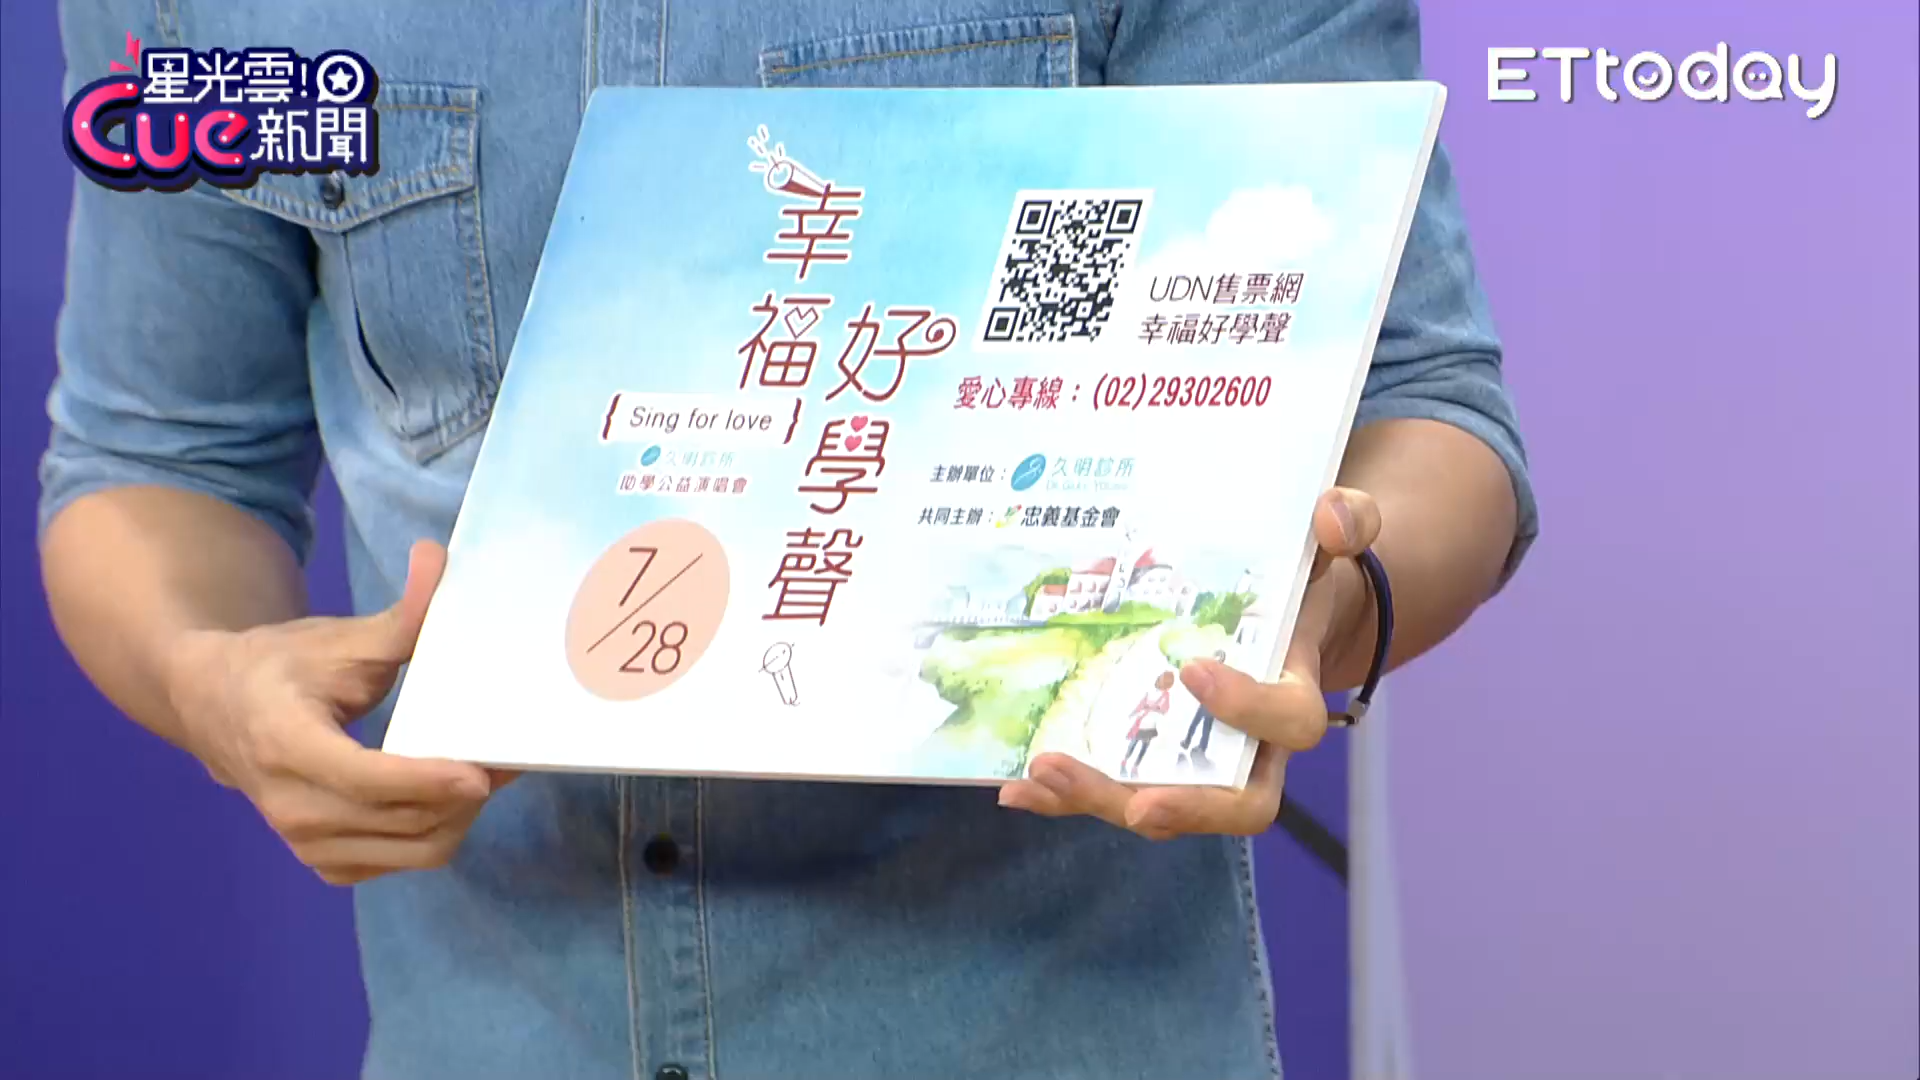 星光雲!
Cue新聞
ETtoday
幸福好學聲
{ Sing for love }
久明診所
助學公益演唱會
7/28
UDN售票網
幸福好學聲
愛心專線：(02)29302600
主辦單位：久明診所
共同主辦：忠義基金會